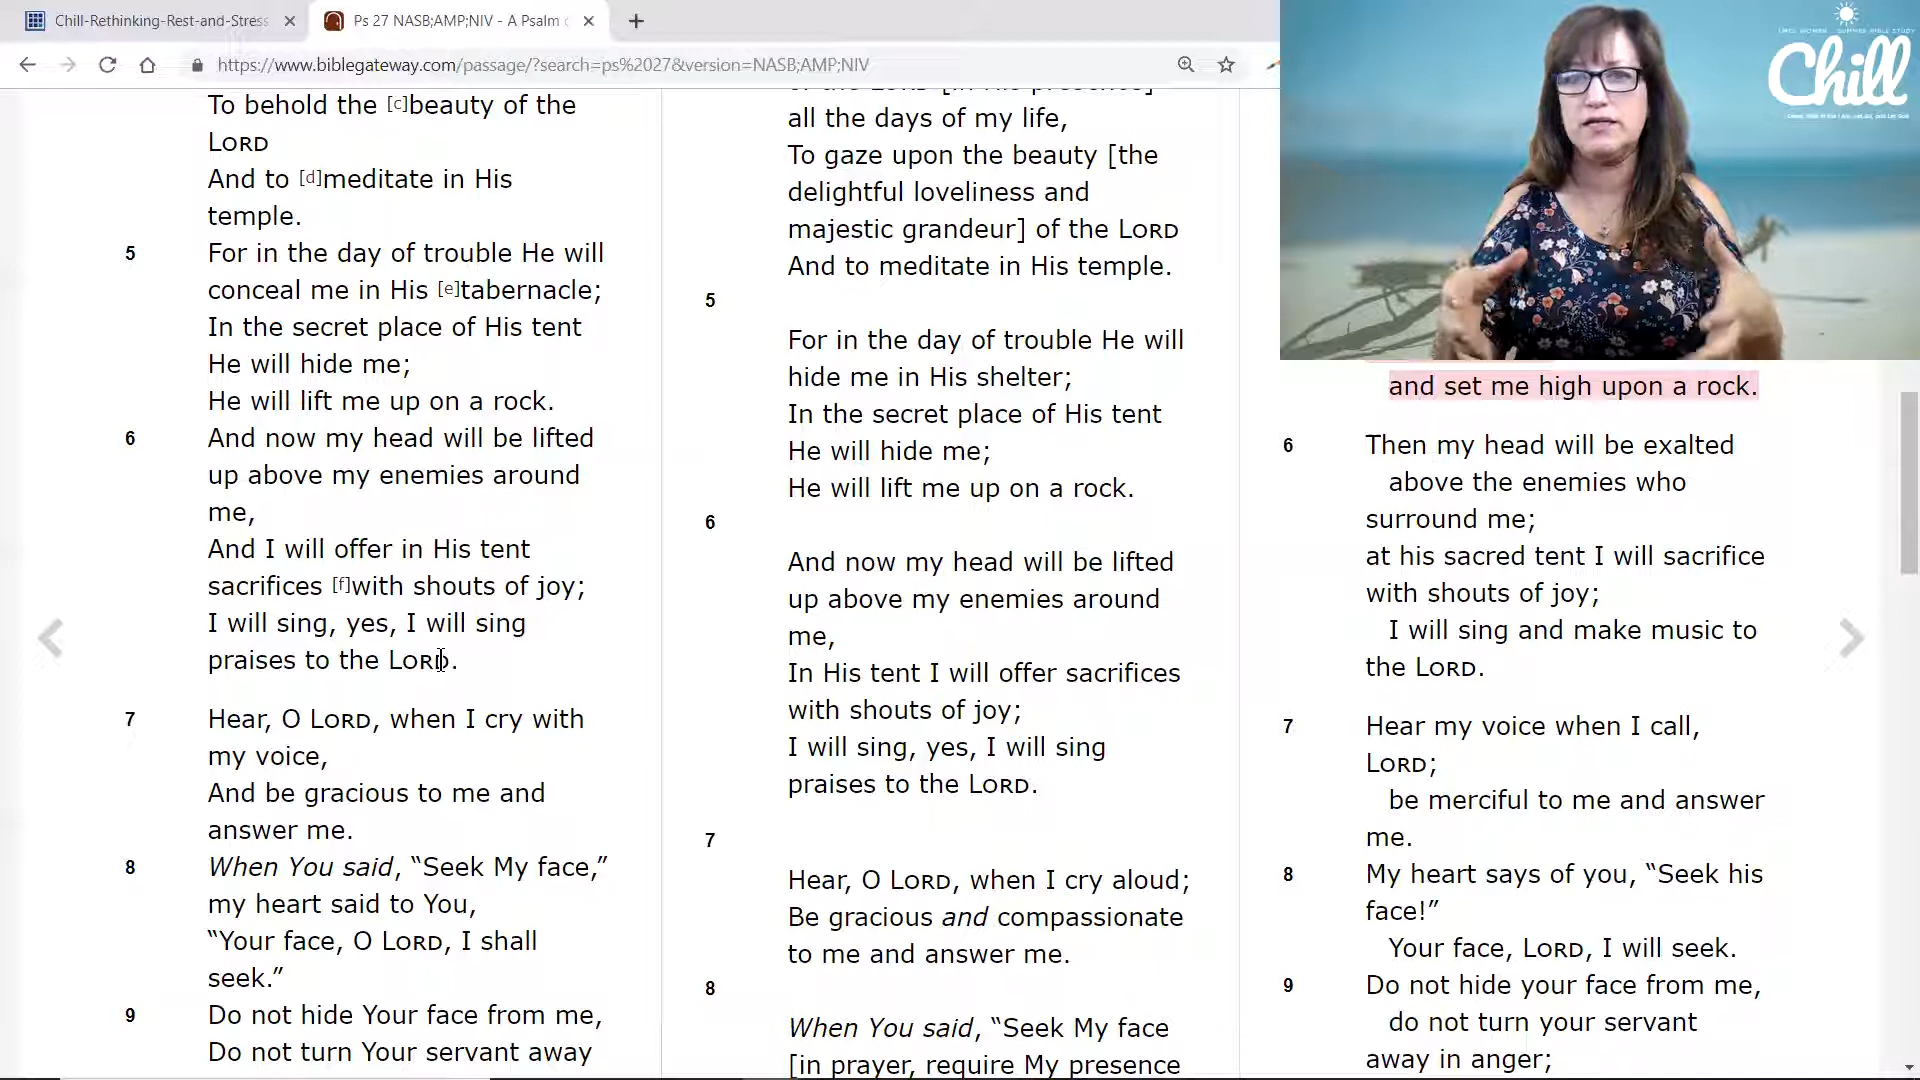 Chill-Rethinking-Rest-and-Stress
Ps 27 NASB;AMP;NIV - A Psalm
https://www.biblegateway.com/passage/?search=ps%2027&version=NASB;AMP;NIV
Chill
To behold the [c]beauty of the
LORD
And to [d]meditate in His
temple.
5 For in the day of trouble He will
conceal me in His [e]tabernacle;
In the secret place of His tent
He will hide me;
He will lift me up on a rock.
6 And now my head will be lifted
up above my enemies around
me,
And I will offer in His tent
sacrifices [f]with shouts of joy;
I will sing, yes, I will sing
praises to the LORD.
7 Hear, O LORD, when I cry with
my voice,
And be gracious to me and
answer me.
8 When You said, “Seek My face,”
my heart said to You,
“Your face, O LORD, I shall
seek.”
9 Do not hide Your face from me,
Do not turn Your servant away
of the LORD [in His presence]
all the days of my life,
To gaze upon the beauty [the
delightful loveliness and
majestic grandeur] of the LORD
And to meditate in His temple.
5
For in the day of trouble He will
hide me in His shelter;
In the secret place of His tent
He will hide me;
He will lift me up on a rock.
6
And now my head will be lifted
up above my enemies around
me,
In His tent I will offer sacrifices
with shouts of joy;
I will sing, yes, I will sing
praises to the LORD.
7
Hear, O LORD, when I cry aloud;
Be gracious and compassionate
to me and answer me.
8
When You said, “Seek My face
[in prayer, require My presence
and set me high upon a rock.
6 Then my head will be exalted
above the enemies who
surround me;
at his sacred tent I will sacrifice
with shouts of joy;
I will sing and make music to
the LORD.
7 Hear my voice when I call,
LORD;
be merciful to me and answer
me.
8 My heart says of you, “Seek his
face!”
Your face, LORD, I will seek.
9 Do not hide your face from me,
do not turn your servant
away in anger;